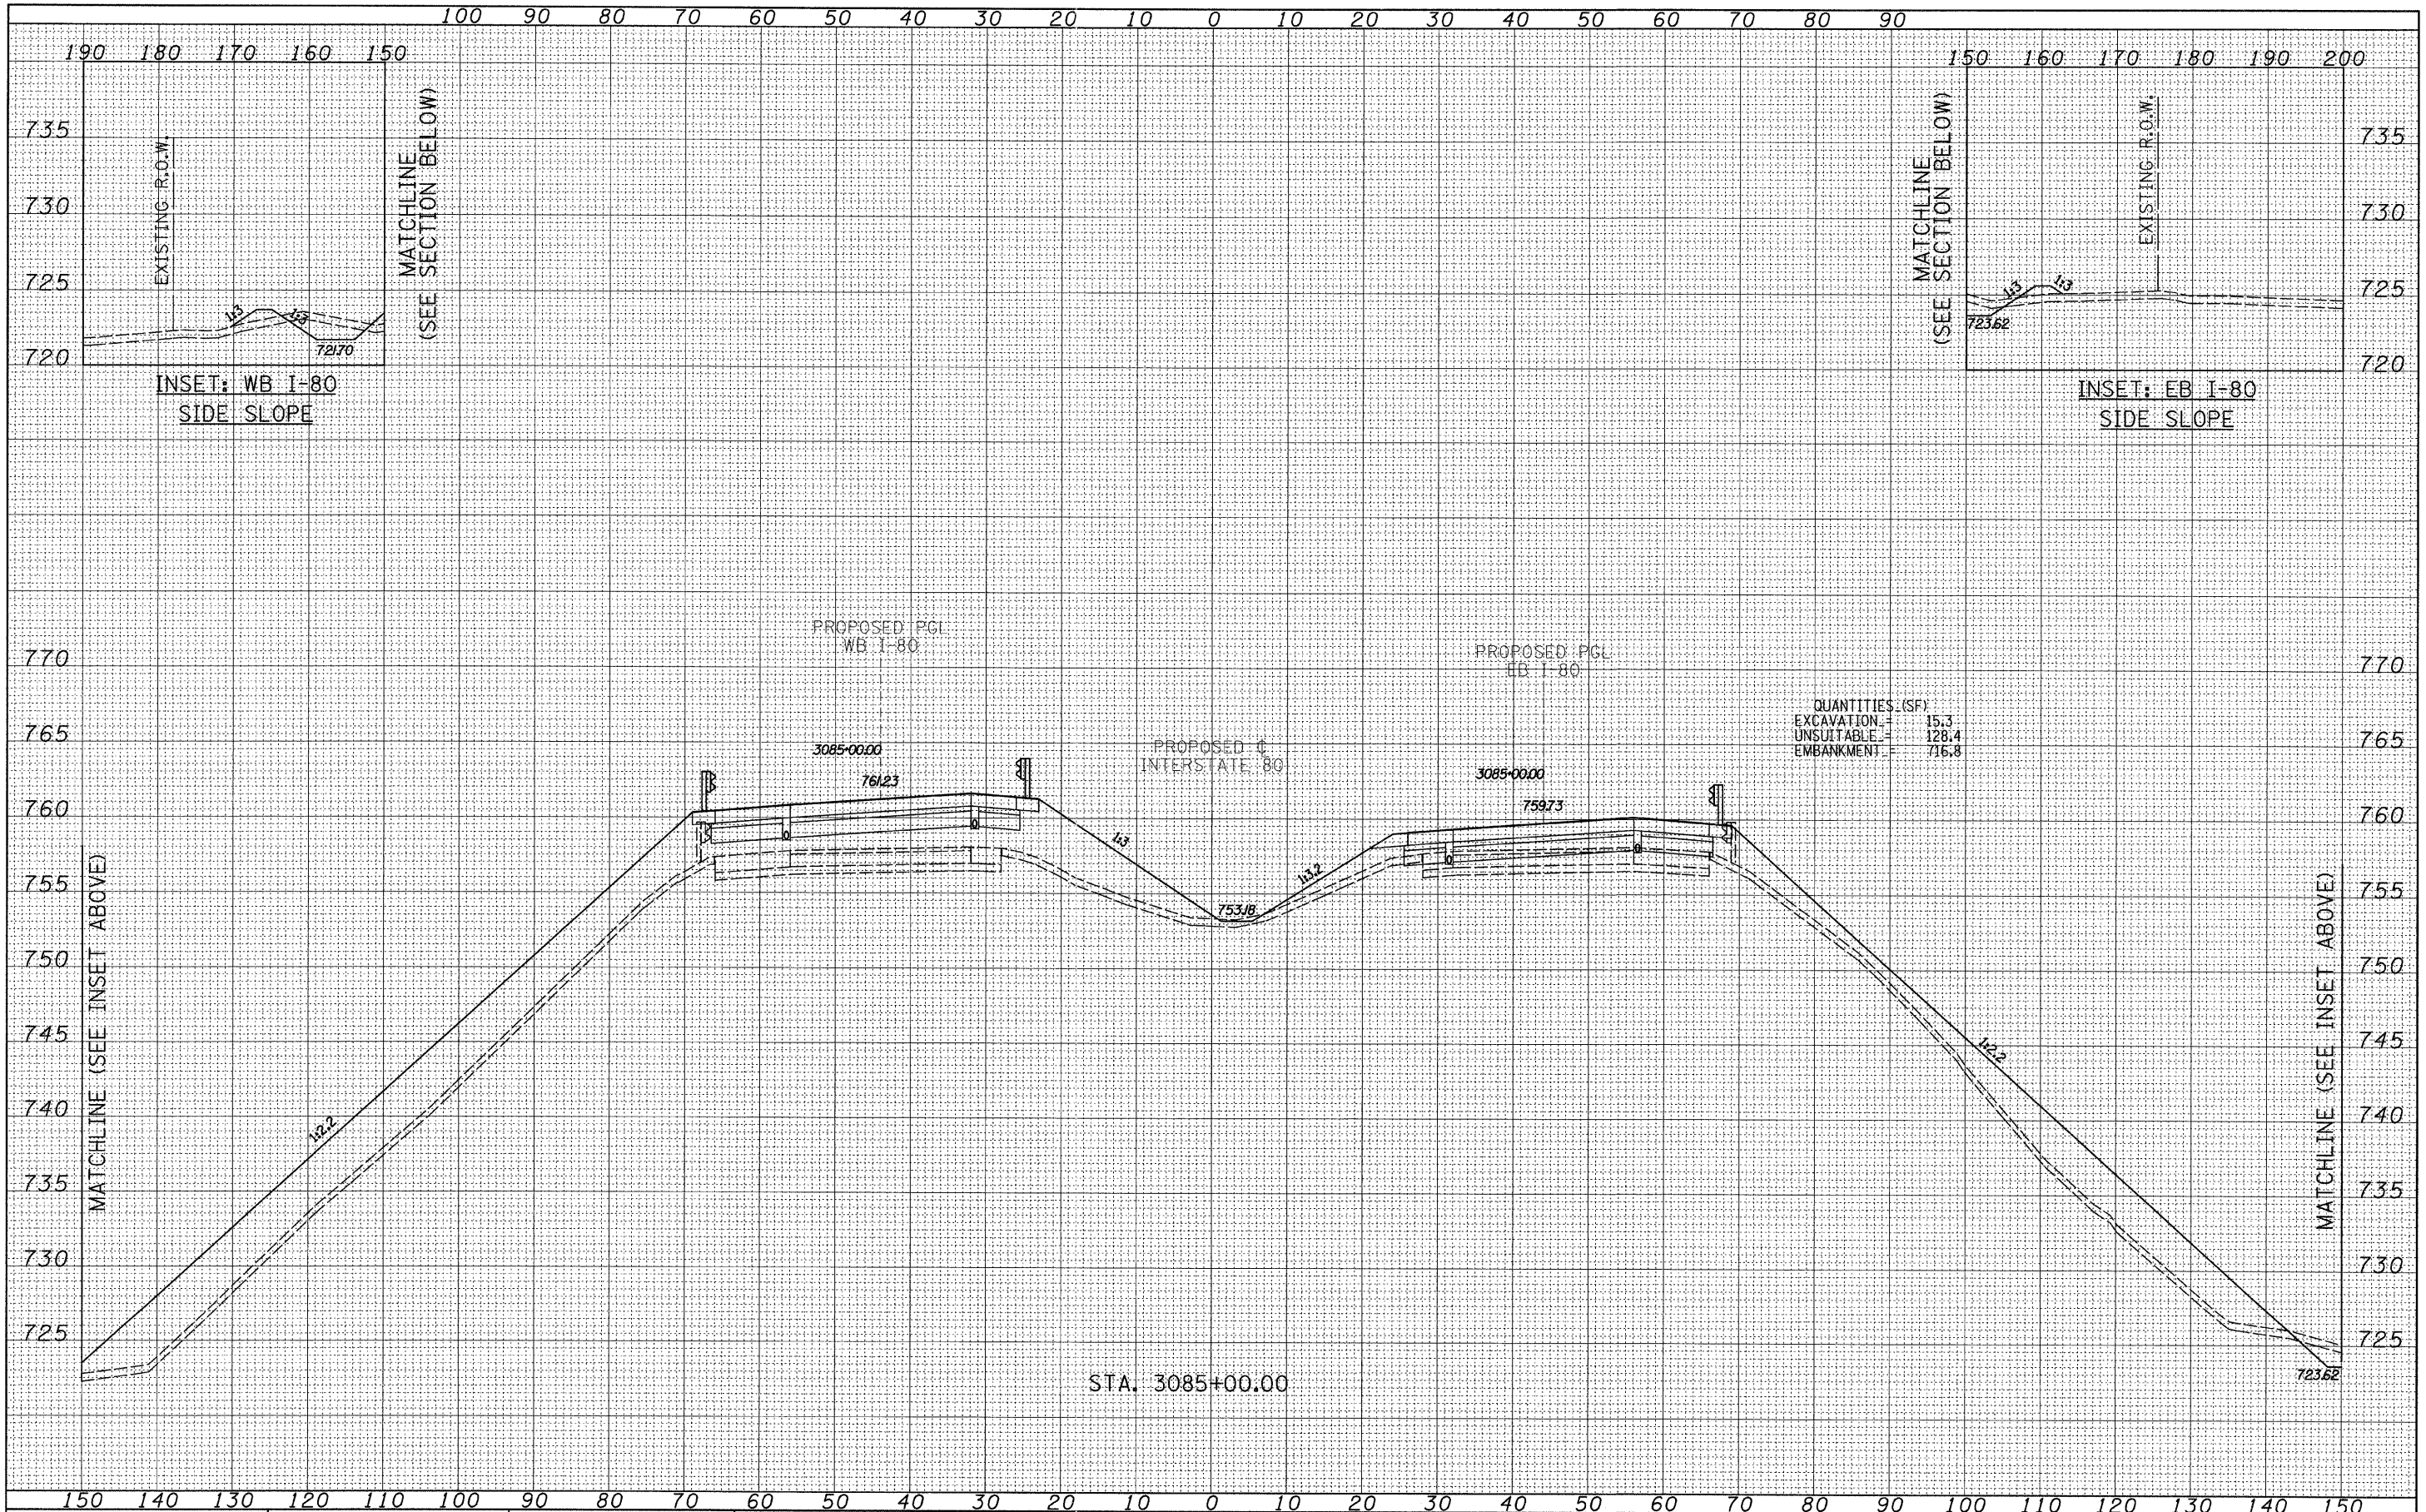 100 90 80 70 60 50 40 30 20 10 0 10 20 30 40 50 60 70 80 90
190 180 170 160 150
150 160 170 180 190 200
735
730
725
720
EXISTING R.O.W.
1:3
1:3
721.70
MATCHLINE
(SEE SECTION BELOW)
INSET: WB I-80
SIDE SLOPE
MATCHLINE
(SEE SECTION BELOW)
EXISTING R.O.W.
1:3
1:3
723.62
735
730
725
720
INSET: EB I-80
SIDE SLOPE
PROPOSED PGL
WB I-80
3085+00.00
761.23
PROPOSED ℄
INTERSTATE 80
PROPOSED PGL
EB I-80
3085+00.00
759.73
QUANTITIES (SF)
EXCAVATION = 15.3
UNSUITABLE = 128.4
EMBANKMENT = 716.8
770
765
760
755
750
745
740
735
730
725
MATCHLINE (SEE INSET ABOVE)
1:2.2
1:3
753.18
1:3.2
1:2.2
723.62
MATCHLINE (SEE INSET ABOVE)
770
765
760
755
750
745
740
735
730
725
STA. 3085+00.00
150 140 130 120 110 100 90 80 70 60 50 40 30 20 10 0 10 20 30 40 50 60 70 80 90 100 110 120 130 140 150